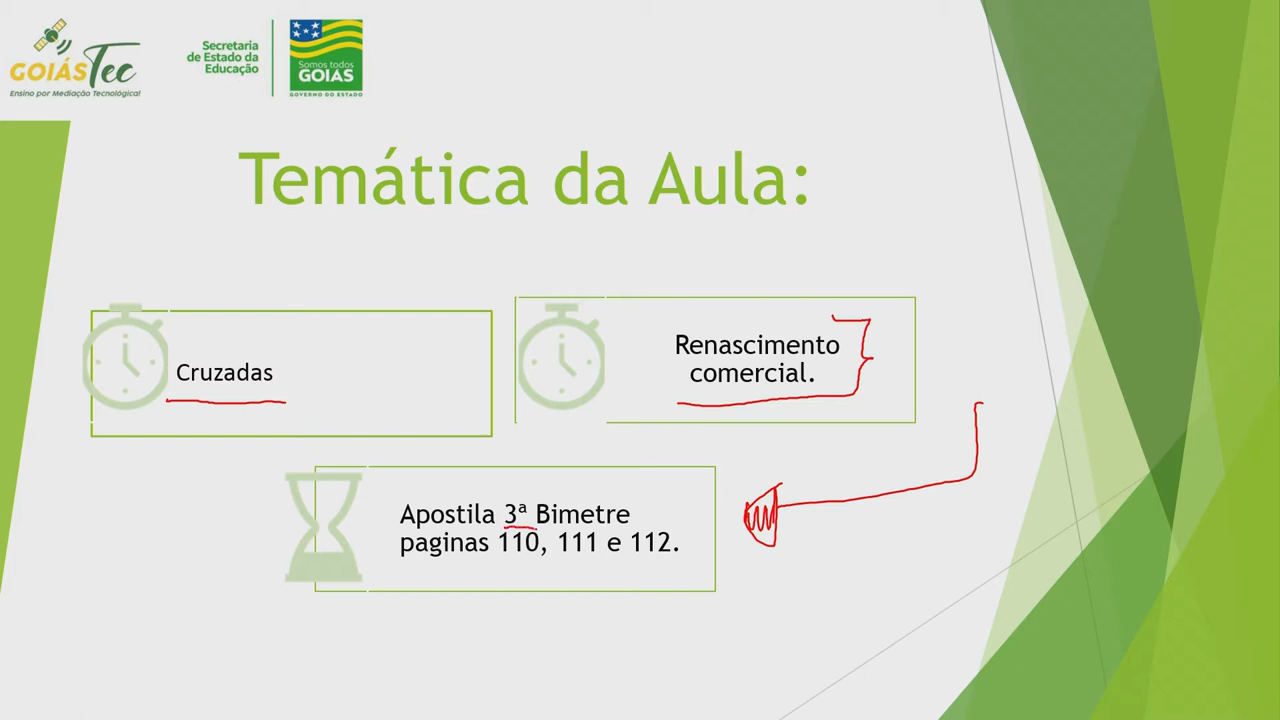 GOIÁSTec
Ensino por Mediação Tecnológica!
Secretaria
de Estado da
Educação
Somos todos
GOIÁS
GOVERNO DO ESTADO
Temática da Aula:
Cruzadas
Renascimento
comercial.
Apostila 3ª Bimetre
paginas 110, 111 e 112.